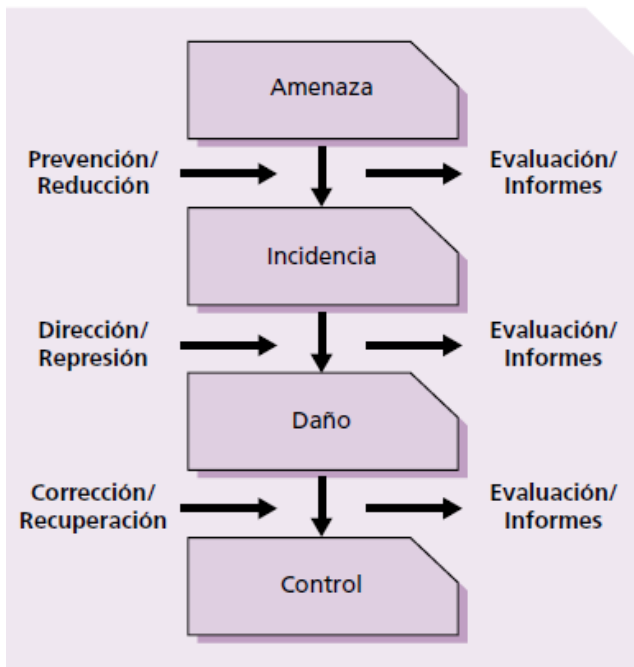 Amenaza
Prevención/
Reducción
Evaluación/
Informes
Incidencia
Dirección/
Represión
Evaluación/
Informes
Daño
Corrección/
Recuperación
Evaluación/
Informes
Control